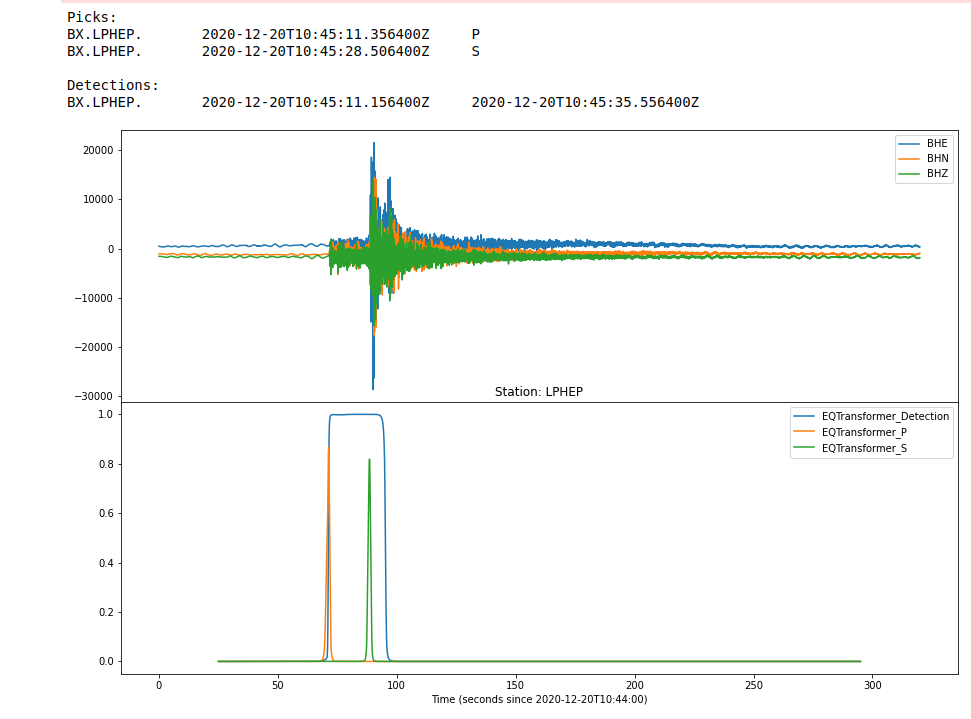 Picks:
BX.LPHEP. 2020-12-20T10:45:11.356400Z P
BX.LPHEP. 2020-12-20T10:45:28.506400Z S
Detections:
BX.LPHEP. 2020-12-20T10:45:11.156400Z 2020-12-20T10:45:35.556400Z
BHE
BHN
BHZ
20000
10000
0
−10000
−20000
−30000
Station: LPHEP
EQTransformer_Detection
EQTransformer_P
EQTransformer_S
1.0
0.8
0.6
0.4
0.2
0.0
0 50 100 150 200 250 300
Time (seconds since 2020-12-20T10:44:00)